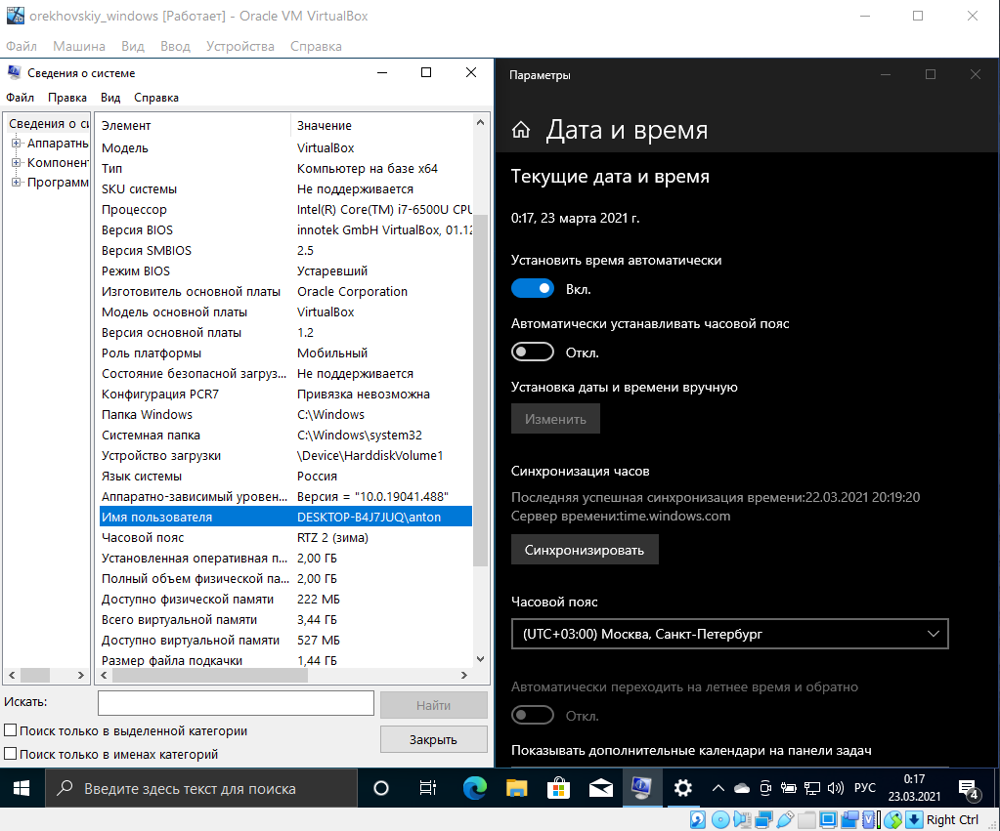 orekhovskiy_windows [Работает] - Oracle VM VirtualBox
Файл Машина Вид Ввод Устройства Справка
Сведения о системе
Файл Правка Вид Справка
Сведения о си
Аппаратнь
Компонент
Программ
Элемент Значение
Модель VirtualBox
Тип Компьютер на базе x64
SKU системы Не поддерживается
Процессор Intel(R) Core(TM) i7-6500U CPU
Версия BIOS innotek GmbH VirtualBox, 01.12
Версия SMBIOS 2.5
Режим BIOS Устаревший
Изготовитель основной платы Oracle Corporation
Модель основной платы VirtualBox
Версия основной платы 1.2
Роль платформы Мобильный
Состояние безопасной загруз... Не поддерживается
Конфигурация PCR7 Привязка невозможна
Папка Windows C:\Windows
Системная папка C:\Windows\system32
Устройство загрузки \Device\HarddiskVolume1
Язык системы Россия
Аппаратно-зависимый уровен... Версия = "10.0.19041.488"
Имя пользователя DESKTOP-B4J7JUQ\anton
Часовой пояс RTZ 2 (зима)
Установленная оперативная п... 2,00 ГБ
Полный объем физической па... 2,00 ГБ
Доступно физической памяти 222 МБ
Всего виртуальной памяти 3,44 ГБ
Доступно виртуальной памяти 527 МБ
Размер файла подкачки 1,44 ГБ
Искать:
Найти
Поиск только в выделенной категории
Закрыть
Поиск только в именах категорий
Параметры
Дата и время
Текущие дата и время
0:17, 23 марта 2021 г.
Установить время автоматически
Вкл.
Автоматически устанавливать часовой пояс
Откл.
Установка даты и времени вручную
Изменить
Синхронизация часов
Последняя успешная синхронизация времени:22.03.2021 20:19:20
Сервер времени:time.windows.com
Синхронизировать
Часовой пояс
(UTC+03:00) Москва, Санкт-Петербург
Автоматически переходить на летнее время и обратно
Откл.
Показывать дополнительные календари на панели задач
Введите здесь текст для поиска
РУС
0:17
23.03.2021
4
Right Ctrl